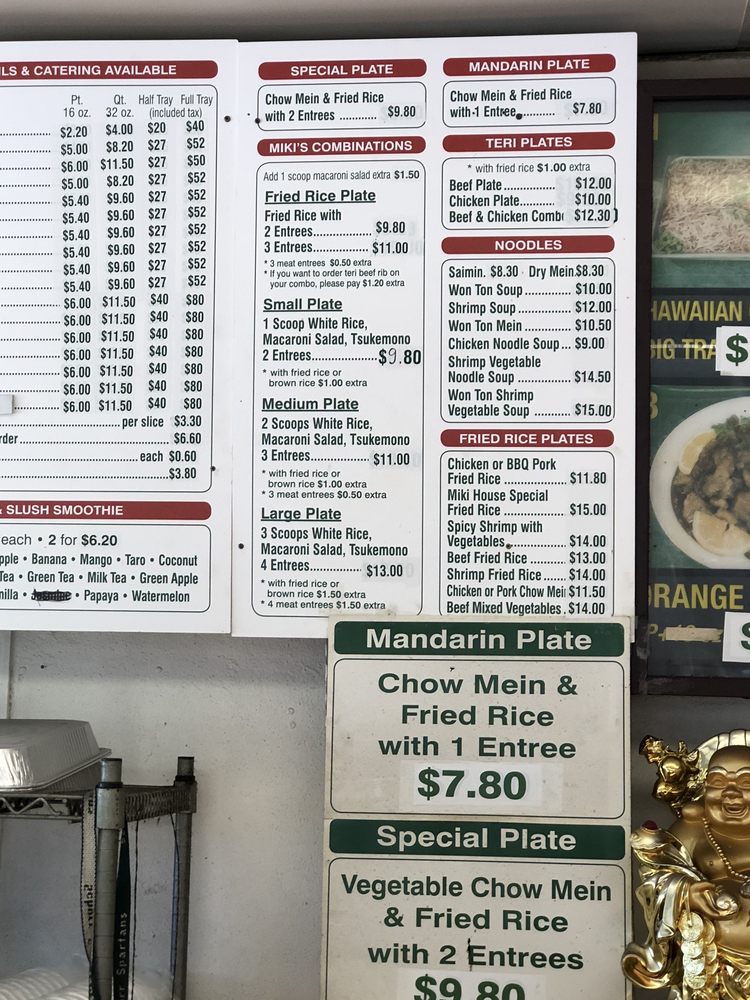 LS & CATERING AVAILABLE
Pt. Qt. Half Tray Full Tray
16 oz. 32 oz. (included tax)
$2.20 $4.00 $20 $40
$5.00 $8.20 $27 $52
$6.00 $11.50 $27 $50
$5.00 $8.20 $27 $52
$5.40 $9.60 $27 $52
$5.40 $9.60 $27 $52
$5.40 $9.60 $27 $52
$5.40 $9.60 $27 $52
$5.40 $9.60 $27 $52
$5.40 $9.60 $27 $52
$6.00 $11.50 $40 $80
$6.00 $11.50 $40 $80
$6.00 $11.50 $40 $80
$6.00 $11.50 $40 $80
$6.00 $11.50 $40 $80
$6.00 $11.50 $40 $80
$6.00 $11.50 $40 $80
per slice $3.30
rder $6.60
each $0.60
$3.80
& SLUSH SMOOTHIE
each • 2 for $6.20
pple • Banana • Mango • Taro • Coconut
Tea • Green Tea • Milk Tea • Green Apple
nilla • • Papaya • Watermelon
SPECIAL PLATE
Chow Mein & Fried Rice
with 2 Entrees ............ $9.80
MIKI'S COMBINATIONS
Add 1 scoop macaroni salad extra $1.50
Fried Rice Plate
Fried Rice with
2 Entrees.................. $9.80
3 Entrees.................. $11.00
* 3 meat entrees $0.50 extra
* If you want to order teri beef rib on
your combo, please pay $1.20 extra
Small Plate
1 Scoop White Rice,
Macaroni Salad, Tsukemono
2 Entrees.................. $9.80
* with fried rice or
brown rice $1.00 extra
Medium Plate
2 Scoops White Rice,
Macaroni Salad, Tsukemono
3 Entrees.................. $11.00
* with fried rice or
brown rice $1.00 extra
* 3 meat entrees $0.50 extra
Large Plate
3 Scoops White Rice,
Macaroni Salad, Tsukemono
4 Entrees.................. $13.00
* with fried rice or
brown rice $1.50 extra
* 4 meat entrees $1.50 extra
MANDARIN PLATE
Chow Mein & Fried Rice
with 1 Entree............... $7.80
TERI PLATES
* with fried rice $1.00 extra
Beef Plate................ $12.00
Chicken Plate............ $10.00
Beef & Chicken Combo $12.30
NOODLES
Saimin. $8.30 Dry Mein $8.30
Won Ton Soup ............ $10.00
Shrimp Soup .............. $12.00
Won Ton Mein ............ $10.50
Chicken Noodle Soup... $9.00
Shrimp Vegetable
Noodle Soup .............. $14.50
Won Ton Shrimp
Vegetable Soup .......... $15.00
FRIED RICE PLATES
Chicken or BBQ Pork
Fried Rice .................. $11.80
Miki House Special
Fried Rice .................. $15.00
Spicy Shrimp with
Vegetables................. $14.00
Beef Fried Rice .......... $13.00
Shrimp Fried Rice ...... $14.00
Chicken or Pork Chow Mein $11.50
Beef Mixed Vegetables . $14.00
HAWAIIAN
BIG TRA
$
ORANGE
$
Mandarin Plate
Chow Mein &
Fried Rice
with 1 Entree
$7.80
Special Plate
Vegetable Chow Mein
& Fried Rice
with 2 Entrees
$9.80
Spartans